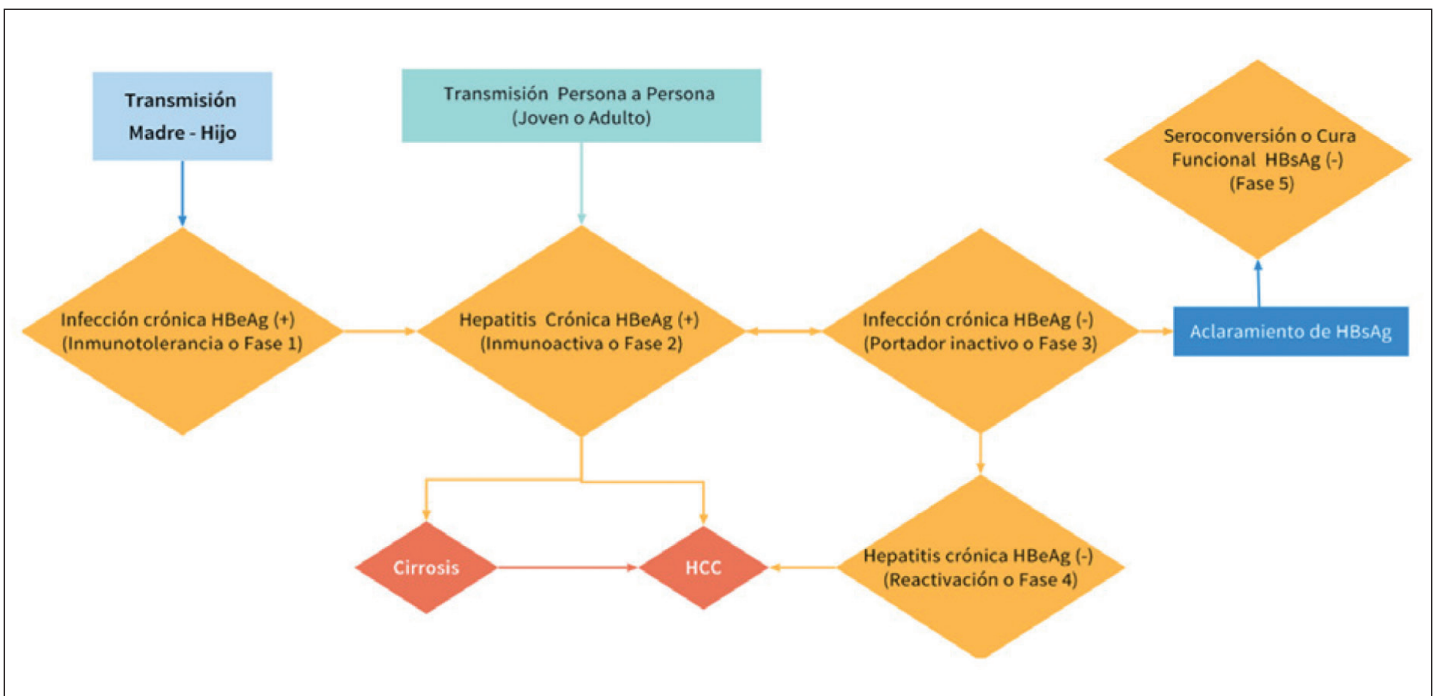 Transmisión
Madre - Hijo
Transmisión Persona a Persona
(Joven o Adulto)
Seroconversión o Cura
Funcional HBsAg (-)
(Fase 5)
Infección crónica HBeAg (+)
(Inmunotolerancia o Fase 1)
Hepatitis Crónica HBeAg (+)
(Inmunoactiva o Fase 2)
Infección crónica HBeAg (-)
(Portador inactivo o Fase 3)
Aclaramiento de HBsAg
Cirrosis
HCC
Hepatitis crónica HBeAg (-)
(Reactivación o Fase 4)